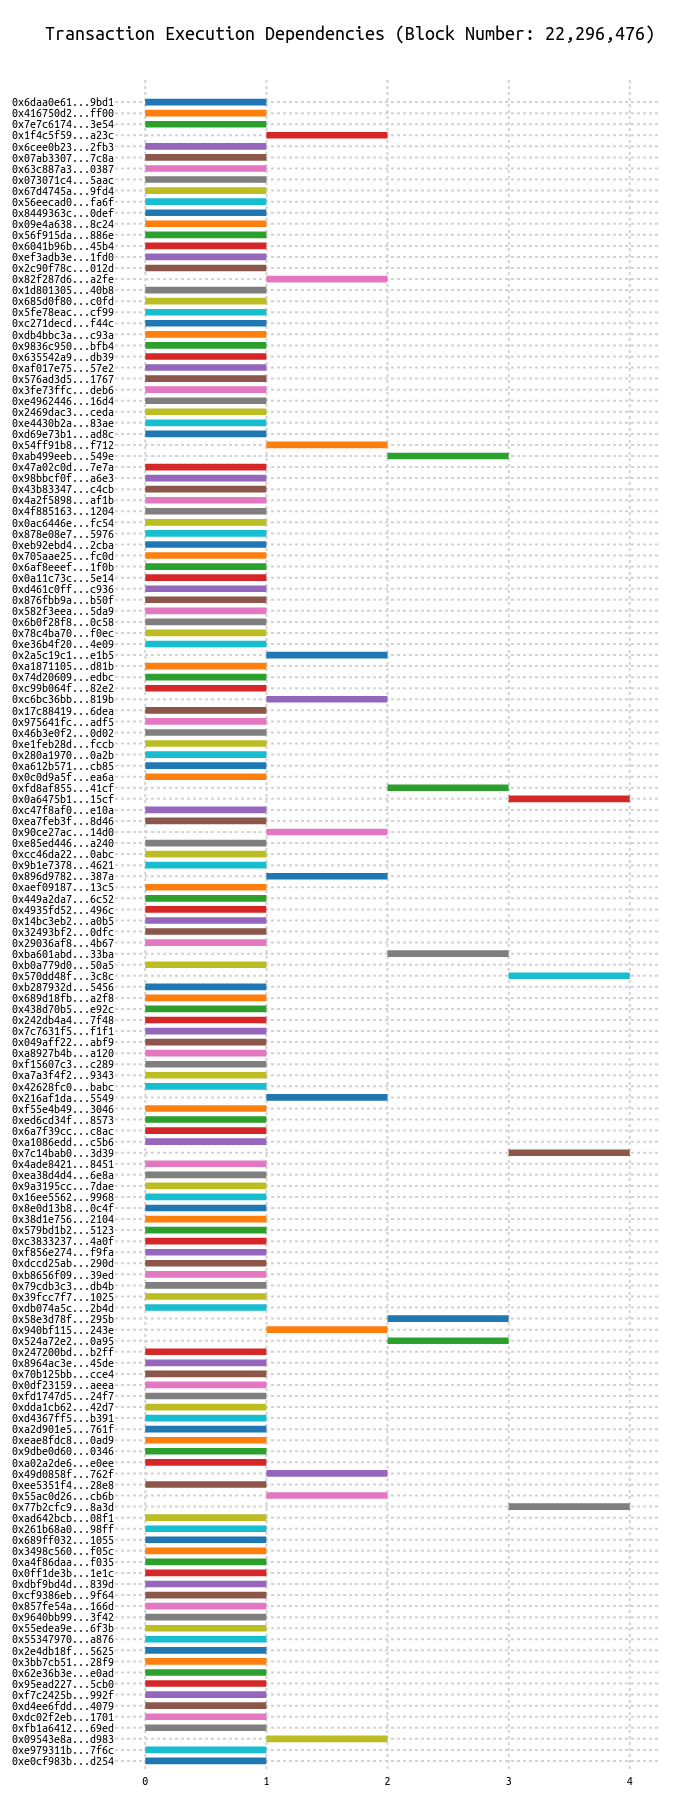 Transaction Execution Dependencies (Block Number: 22,296,476)
0x6daa0e61...9bd1
0x416750d2...ff00
0x7e7c6174...3e54
0x1f4c5f59...a23c
0x6cee0b23...2fb3
0x07ab3307...7c8a
0x63c887a3...0387
0x073071c4...5aac
0x67d4745a...9fd4
0x56eecad0...fa6f
0x8449363c...0def
0x09e4a638...8c24
0x56f915da...886e
0x6041b96b...45b4
0xef3adb3e...1fd0
0x2c90f78c...012d
0x82f287d6...a2fe
0x1d801305...40b8
0x685d0f80...c0fd
0x5fe78eac...cf99
0xc271decd...f44c
0xdb4bbc3a...c93a
0x9836c950...bfb4
0x635542a9...db39
0xaf017e75...57e2
0x576ad3d5...1767
0x3fe73ffc...deb6
0xe4962446...16d4
0x2469dac3...ceda
0xe4430b2a...83ae
0xd69e73b1...ad8c
0x54ff91b8...f712
0xab499eeb...549e
0x47a02c0d...7e7a
0x98bbcf0f...a6e3
0x43b83347...c4cb
0x4a2f5898...af1b
0x4f885163...1204
0x0ac6446e...fc54
0x878e08e7...5976
0xeb92ebd4...2cba
0x705aae25...fc0d
0x6af8eeef...1f0b
0x0a11c73c...5e14
0xd461c0ff...c936
0x876fbb9a...b50f
0x582f3eea...5da9
0x6b0f28f8...0c58
0x78c4ba70...f0ec
0xe36b4f20...4e09
0x2a5c19c1...e1b5
0xa1871105...d81b
0x74d20609...edbc
0xc99b064f...82e2
0xc6bc36bb...819b
0x17c88419...6dea
0x975641fc...adf5
0x46b3e0f2...0d02
0xe1feb28d...fccb
0x280a1970...0a2b
0xa612b571...cb85
0x0c0d9a5f...ea6a
0xfd8af855...41cf
0x0a6475b1...15cf
0xc47f8af0...e10a
0xea7feb3f...8d46
0x90ce27ac...14d0
0xe85ed446...a240
0xcc46da22...0abc
0x9b1e7378...4621
0x896d9782...387a
0xaef09187...13c5
0x449a2da7...6c52
0x4935fd52...496c
0x14bc3eb2...a0b5
0x32493bf2...0dfc
0x29036af8...4b67
0xba601abd...33ba
0xb0a779d0...50a5
0x570dd48f...3c8c
0xb287932d...5456
0x689d18fb...a2f8
0x438d70b5...e92c
0x242db4a4...7f48
0x7c7631f5...f1f1
0x049aff22...abf9
0xa8927b4b...a120
0xf15607c3...c289
0xa7a3f4f2...9343
0x42628fc0...babc
0x216af1da...5549
0xf55e4b49...3046
0xed6cd34f...8573
0x6a7f39cc...c8ac
0xa1086edd...c5b6
0x7c14bab0...3d39
0x4ade8421...8451
0xea38d4d4...6e8a
0x9a3195cc...7dae
0x16ee5562...9968
0x8e0d13b8...0c4f
0x38d1e756...2104
0x579bd1b2...5123
0xc3833237...4a0f
0xf856e274...f9fa
0xdccd25ab...290d
0xb8656f09...39ed
0x79cdb3c3...db4b
0x39fcc7f7...1025
0xdb074a5c...2b4d
0x58e3d78f...295b
0x940bf115...243e
0x524a72e2...0a95
0x247200bd...b2ff
0x8964ac3e...45de
0x70b125bb...cce4
0x0df23159...aeea
0xfd1747d5...24f7
0xdda1cb62...42d7
0xd4367ff5...b391
0xa2d901e5...761f
0xeae8fdc8...0ad9
0x9dbe0d60...0346
0xa02a2de6...e0ee
0x49d0858f...762f
0xee5351f4...28e8
0x55ac0d26...cb6b
0x77b2cfc9...8a3d
0xad642bcb...08f1
0x261b68a0...98ff
0x689ff032...1055
0x3498c560...f05c
0xa4f86daa...f035
0x0ff1de3b...1e1c
0xdbf9bd4d...839d
0xcf9386eb...9f64
0x857fe54a...166d
0x9640bb99...3f42
0x55edea9e...6f3b
0x55347970...a876
0x2e4db18f...5625
0x3bb7cb51...28f9
0x62e36b3e...e0ad
0x95ead227...5cb0
0xf7c2425b...992f
0xd4ee6fdd...4079
0xdc02f2eb...1701
0xfb1a6412...69ed
0x09543e8a...d983
0xe979311b...7f6c
0xe0cf983b...d254
0 1 2 3 4